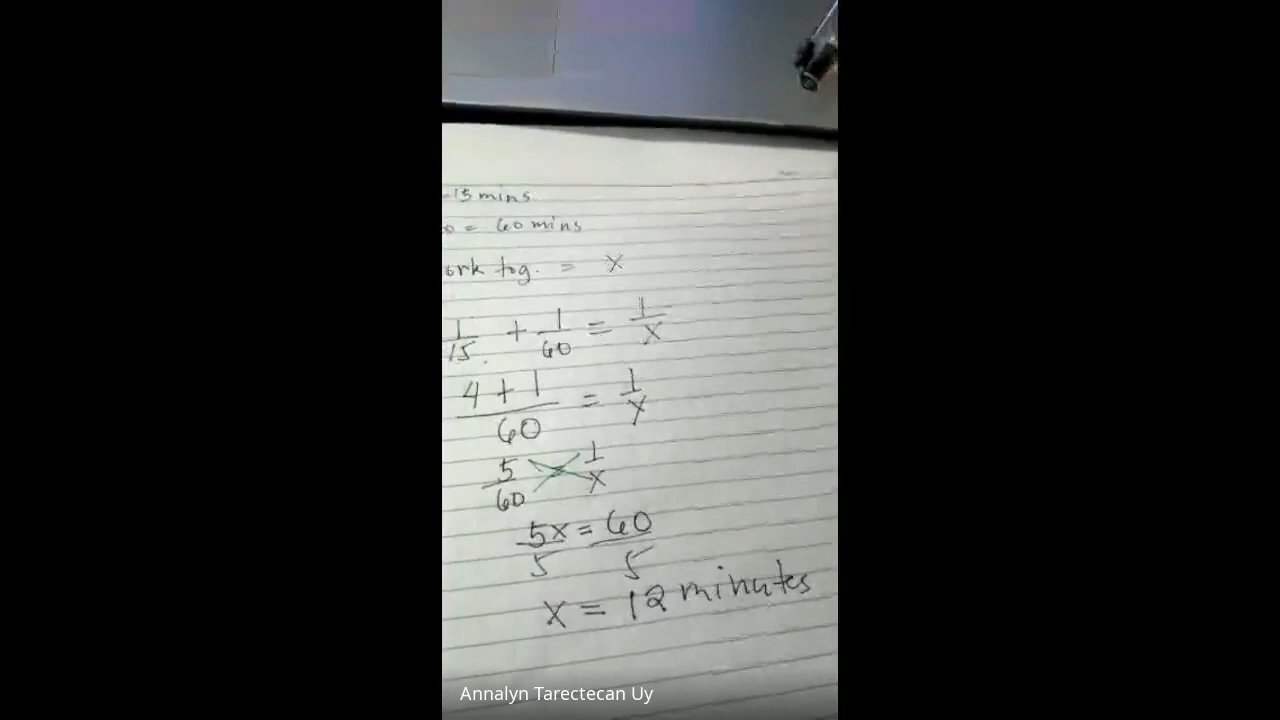 15 mins
= 60 mins
tog. = X
1/15 + 1/60 = 1/X
4 + 1/60 = 1/X
5/60 1/X
5x/5 = 60/5
X = 12 minutes
Annalyn Tarectecan Uy